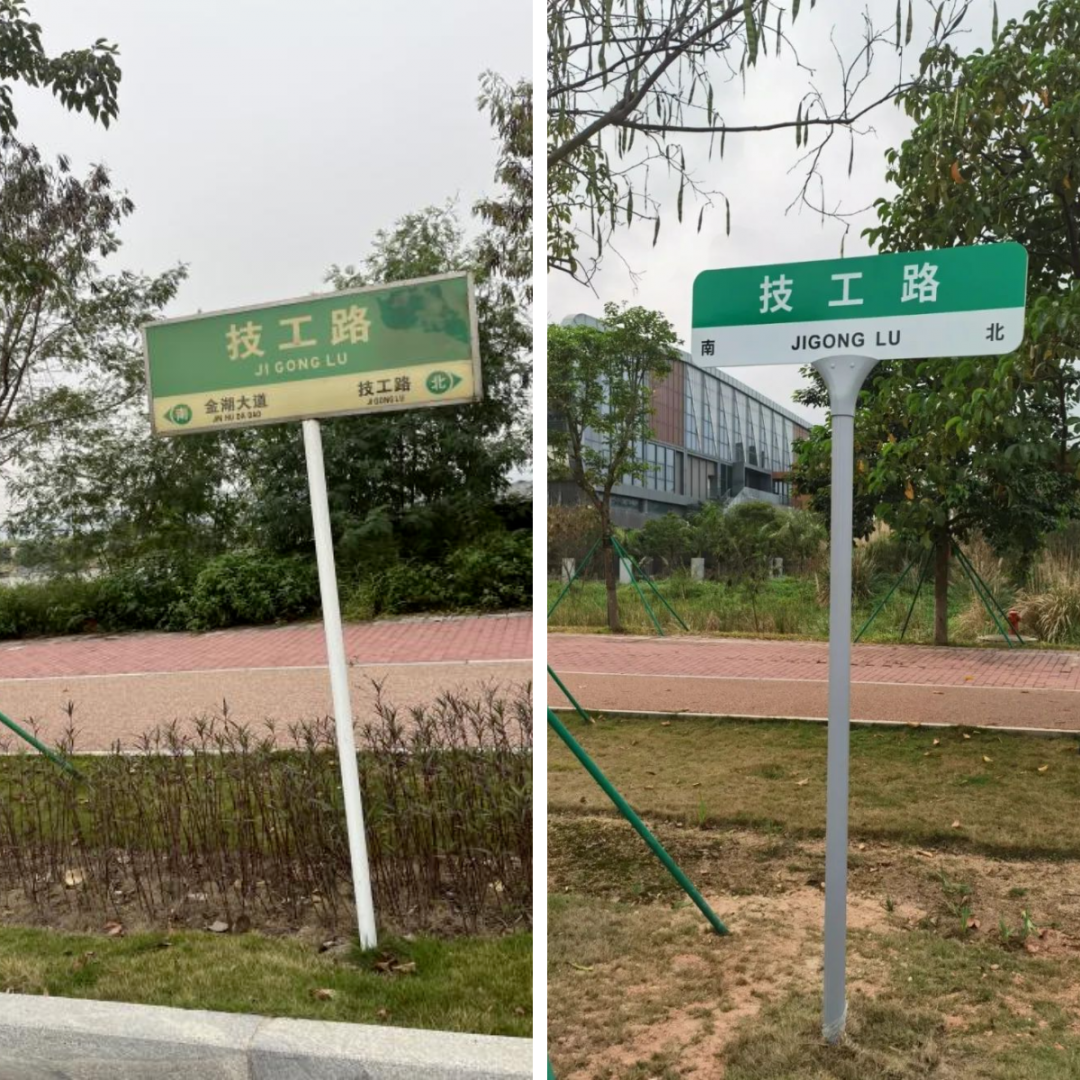 技工路
JI GONG LU
南 金湖大道 技工路 北
JIN HU DA DAO JI GONG LU
技工路
南 JIGONG LU 北